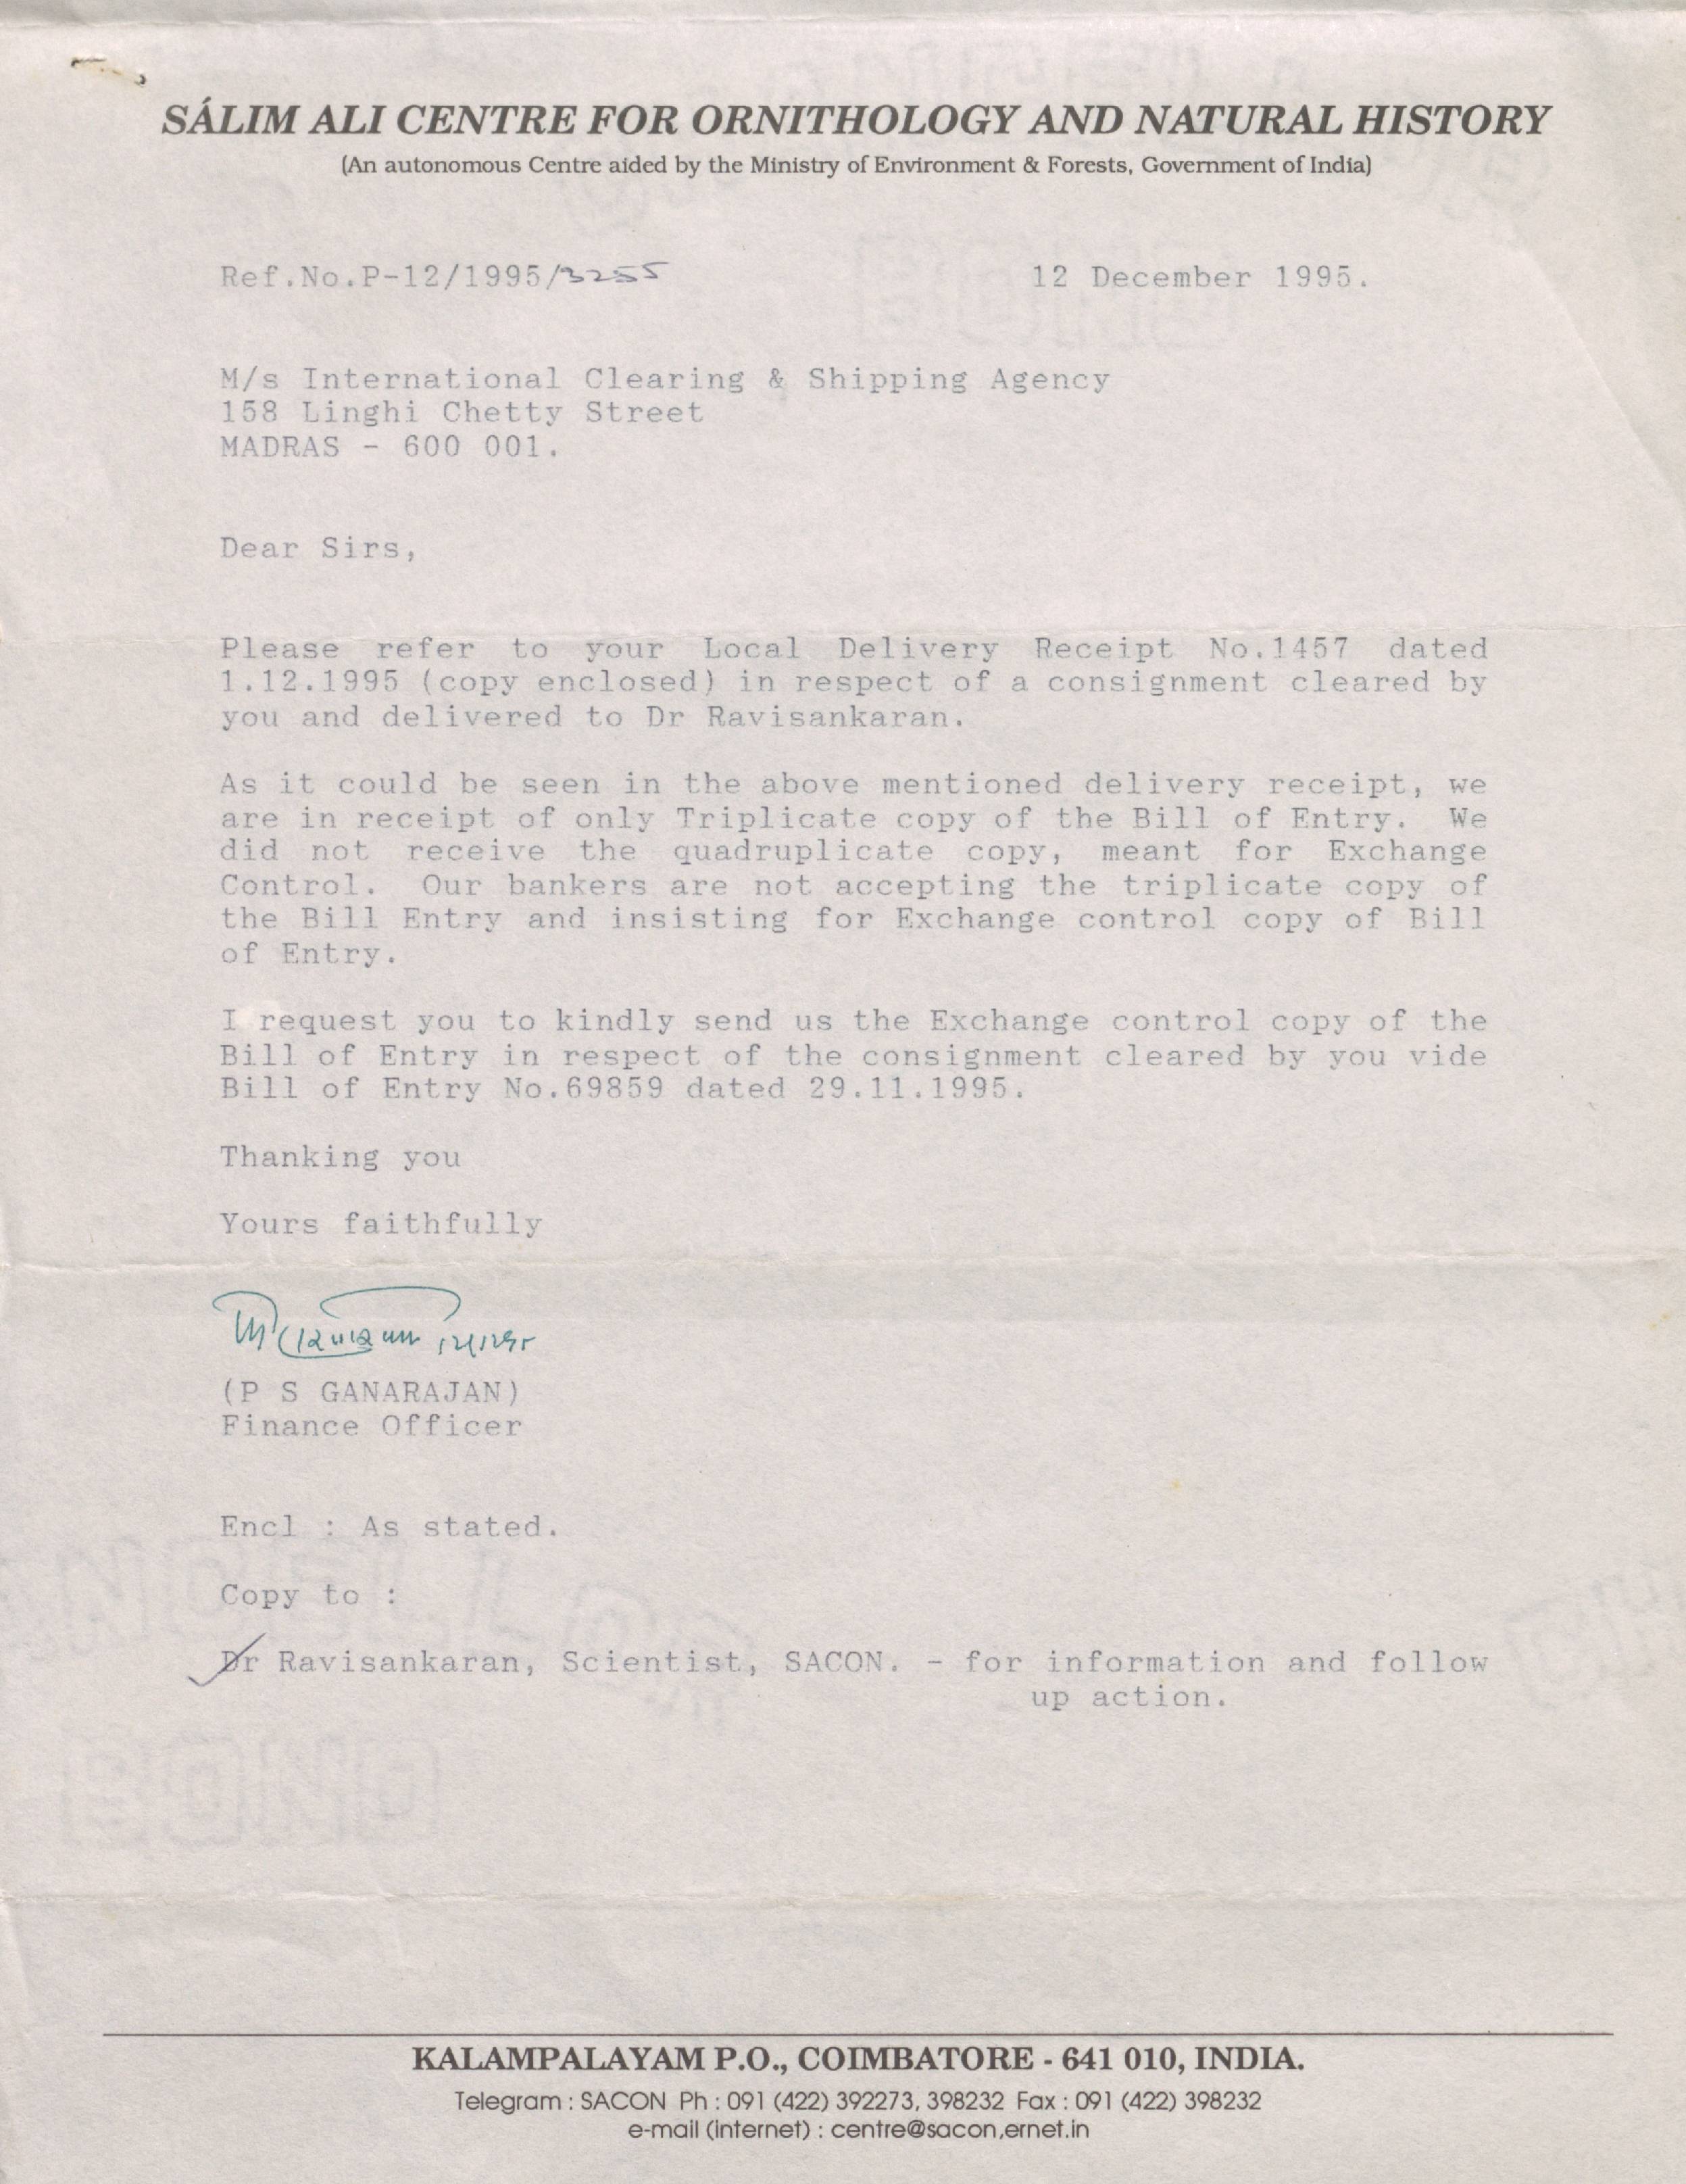 SÁLIM ALI CENTRE FOR ORNITHOLOGY AND NATURAL HISTORY
(An autonomous Centre aided by the Ministry of Environment & Forests, Government of India)
Ref.No.P-12/1995/3255 12 December 1995.
M/s International Clearing & Shipping Agency
158 Linghi Chetty Street
MADRAS - 600 001.
Dear Sirs,
Please refer to your Local Delivery Receipt No.1457 dated
1.12.1995 (copy enclosed) in respect of a consignment cleared by
you and delivered to Dr Ravisankaran.
As it could be seen in the above mentioned delivery receipt, we
are in receipt of only Triplicate copy of the Bill of Entry. We
did not receive the quadruplicate copy, meant for Exchange
Control. Our bankers are not accepting the triplicate copy of
the Bill Entry and insisting for Exchange control copy of Bill
of Entry.
I request you to kindly send us the Exchange control copy of the
Bill of Entry in respect of the consignment cleared by you vide
Bill of Entry No.69859 dated 29.11.1995.
Thanking you
Yours faithfully
12/12/95
(P S GANARAJAN)
Finance Officer
Encl : As stated.
Copy to :
Dr Ravisankaran, Scientist, SACON. - for information and follow
up action.
KALAMPALAYAM P.O., COIMBATORE - 641 010, INDIA.
Telegram : SACON Ph : 091 (422) 392273, 398232 Fax : 091 (422) 398232
e-mail (internet) : centre@sacon,ernet.in